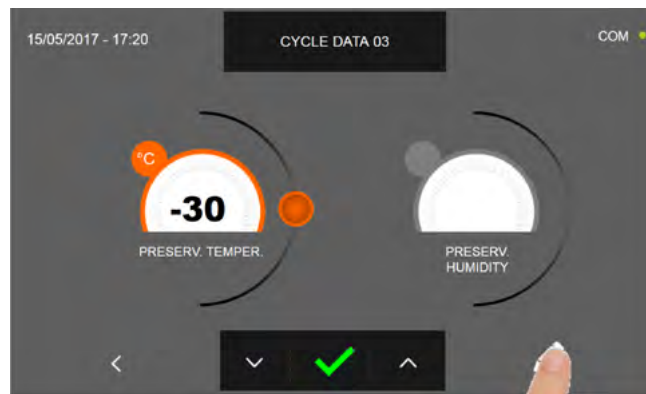 15/05/2017 - 17:20
CYCLE DATA 03
COM
°C
-30
PRESERV. TEMPER.
PRESERV.
HUMIDITY